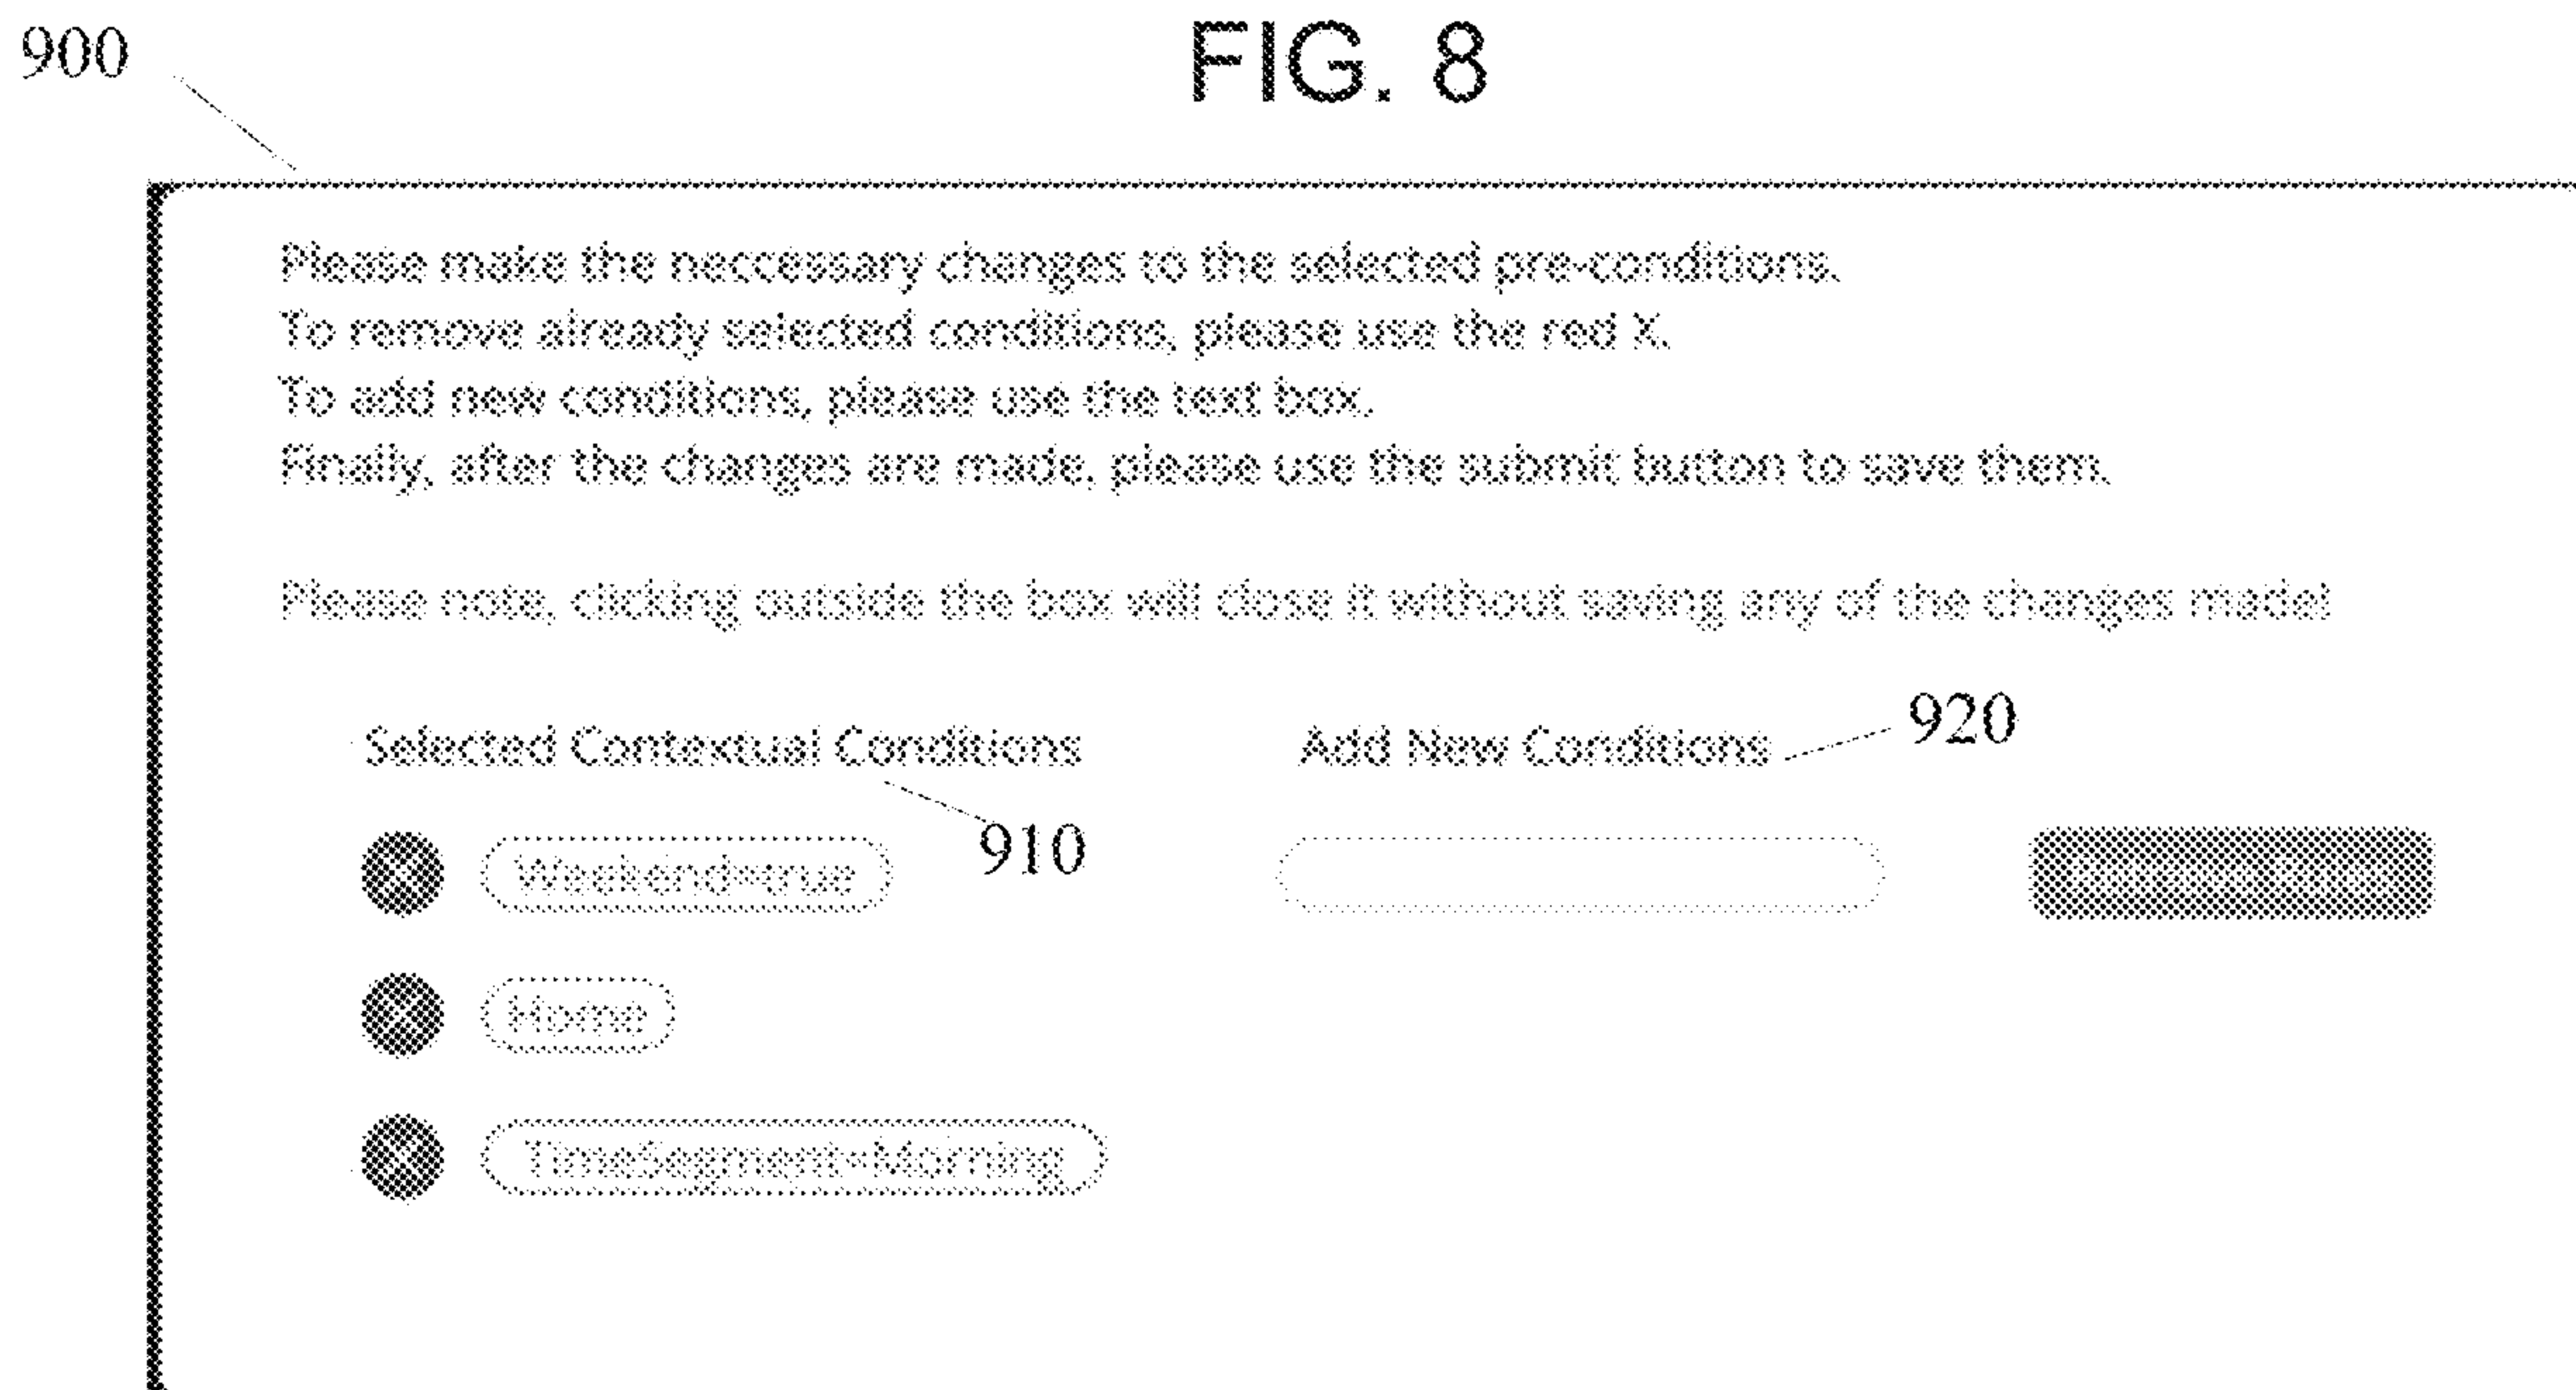 FIG. 8
900
Please make the neccessary changes to the selected pre-conditions.
To remove already selected conditions, please use the red X.
To add new conditions, please use the text box.
Finally, after the changes are made, please use the submit button to save them.
Please note, clicking outside the box will close it without saving any of the changes made!
Selected Contextual Conditions
Add New Conditions
920
910
Weekend=true
Home
TimeSegment=Morning